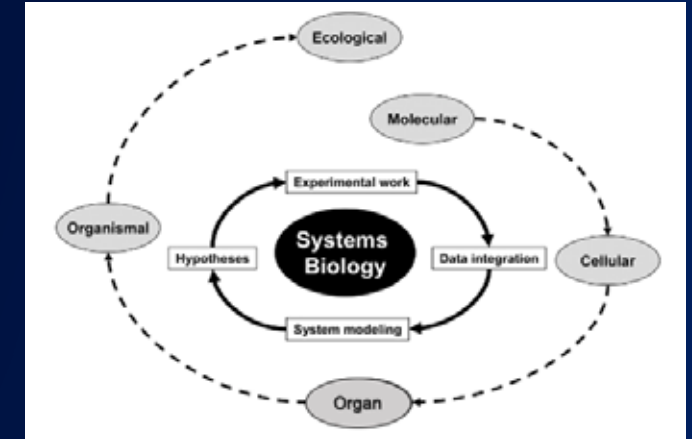 Ecological
Molecular
Experimental work
Organismal
Hypotheses
Systems
Biology
Data integration
Cellular
System modeling
Organ